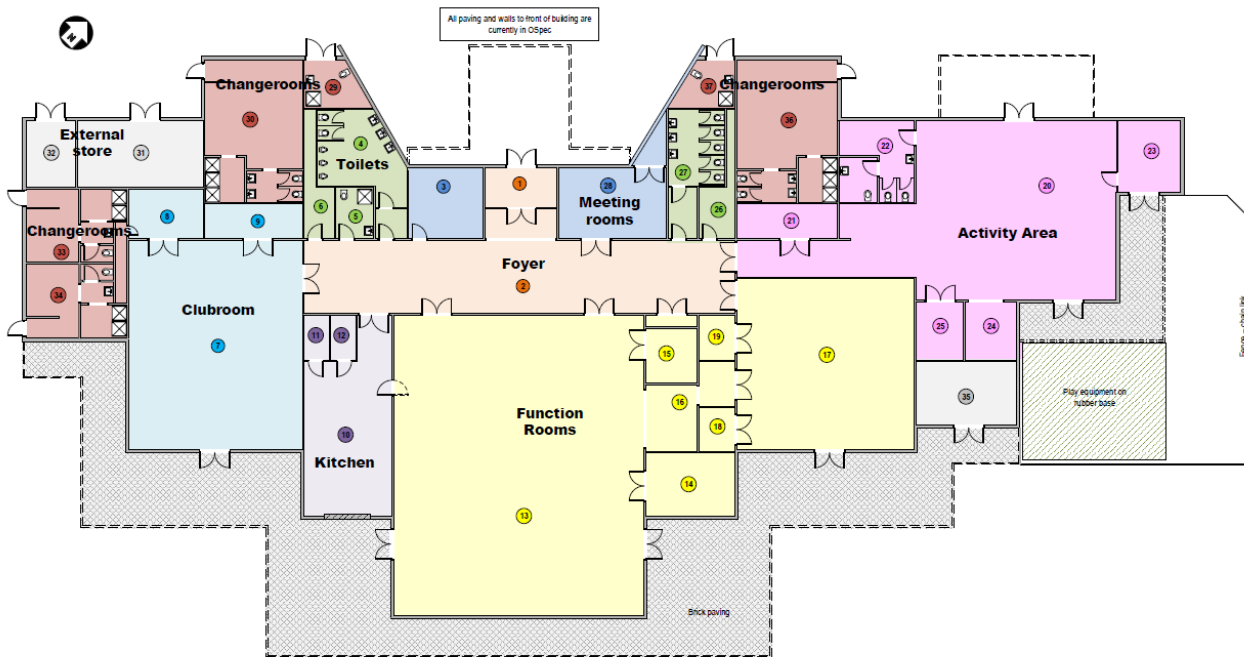 All paving and walls to front of building are
currently in OSpec
N
Changerooms
29
30
External
store
32
31
4
Toilets
6
5
3
1
28
Meeting
rooms
37
Changerooms
36
27
26
22
23
20
21
Activity Area
8
9
Changerooms
33
34
Foyer
2
Clubroom
7
11
12
10
Kitchen
15
19
16
18
14
Function
Rooms
13
17
25
24
35
Play equipment on
rubber base
Fence – chain link
Brick paving